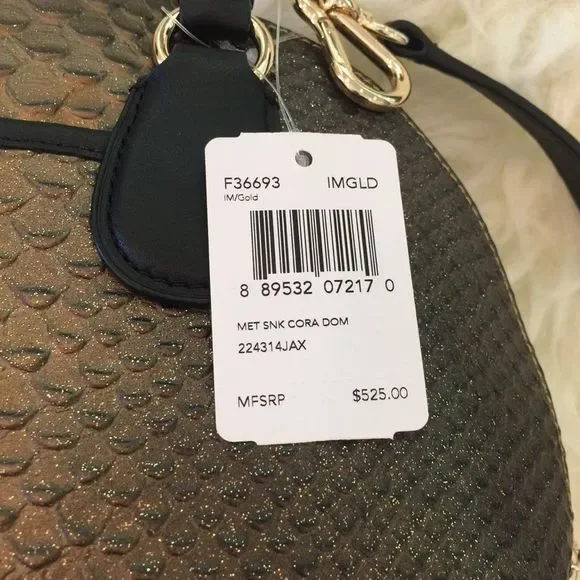 F36693 IMGLD
IM/Gold
8 89532 07217 0
MET SNK CORA DOM
224314JAX
MFSRP $525.00